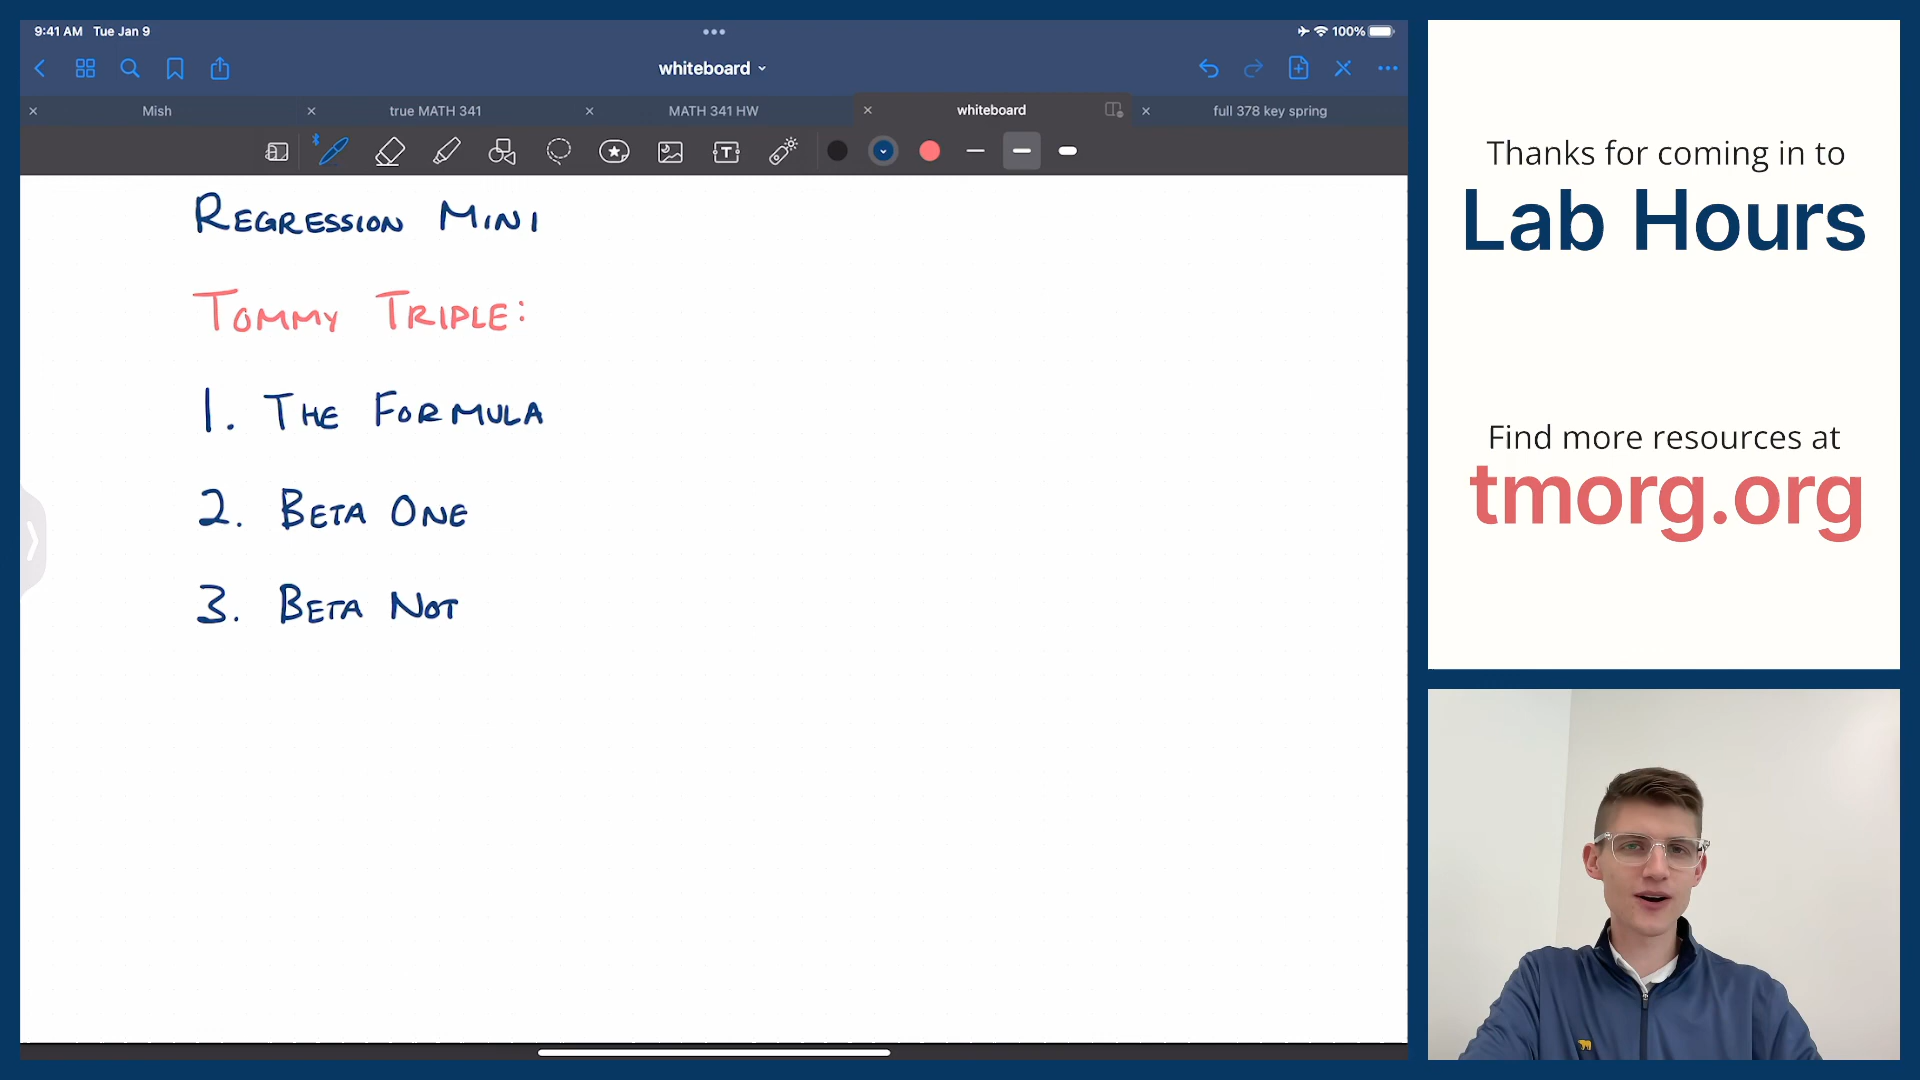 9:41 AM Tue Jan 9
100%
whiteboard
Mish
true MATH 341
MATH 341 HW
whiteboard
full 378 key spring
REGRESSION MINI
TOMMY TRIPLE:
1. THE FORMULA
2. BETA ONE
3. BETA NOT
Thanks for coming in to
Lab Hours
Find more resources at
tmorg.org